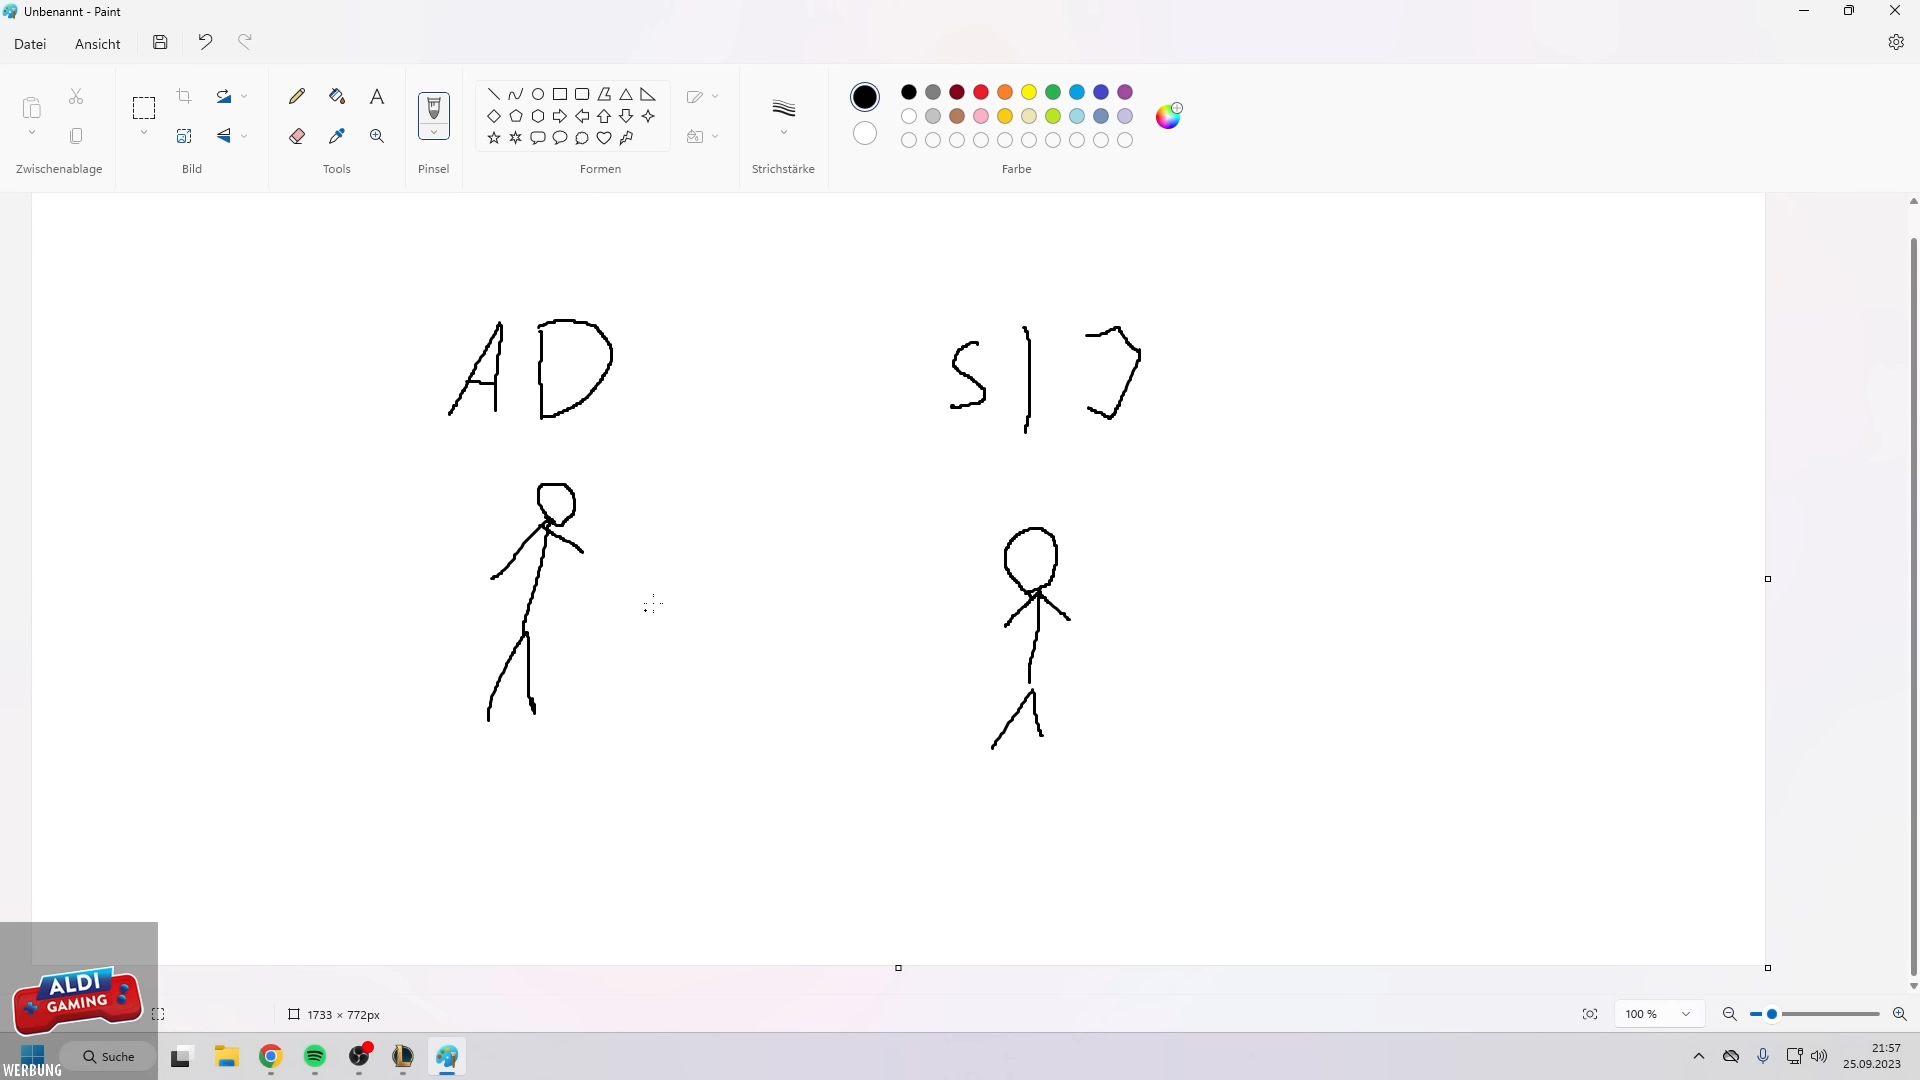 Unbenannt - Paint
Datei Ansicht
Zwischenablage Bild Tools Pinsel Formen Strichstärke Farbe
AD
ALDI
GAMING
1733 × 772px
100 %
Suche
WERBUNG
21:57
25.09.2023